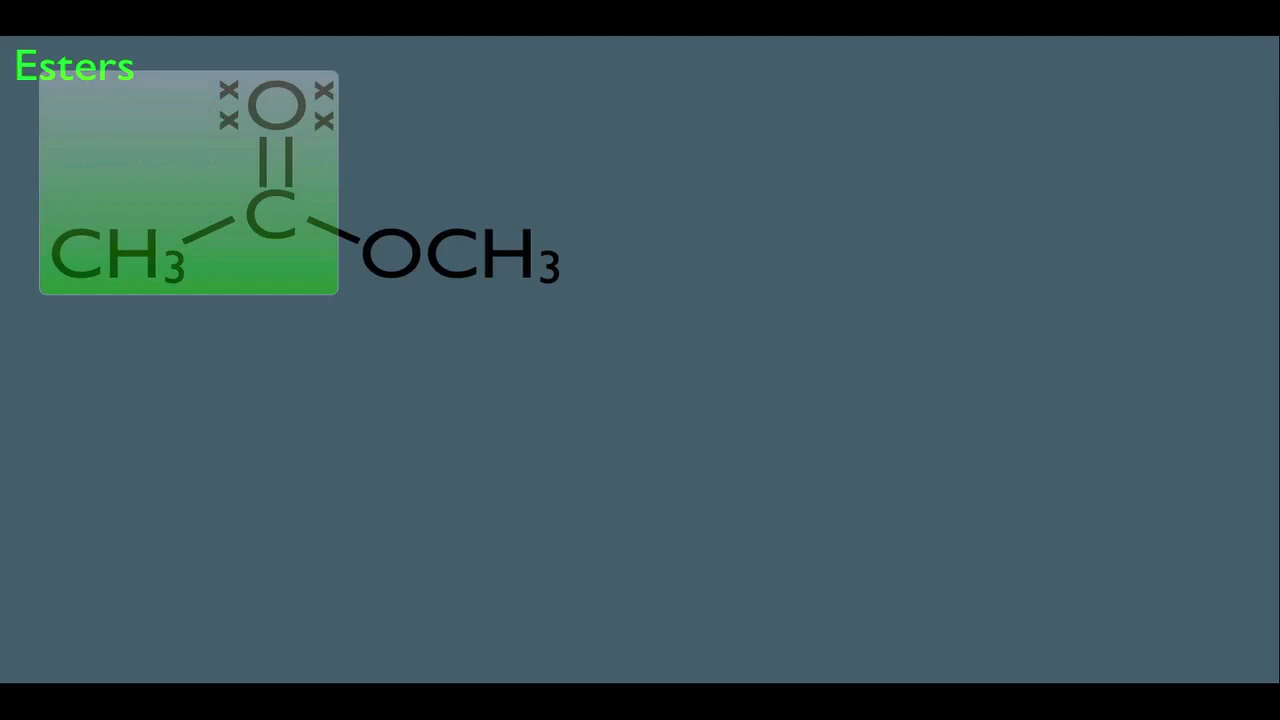 Esters
x O x
x x
C
CH₃ OCH₃